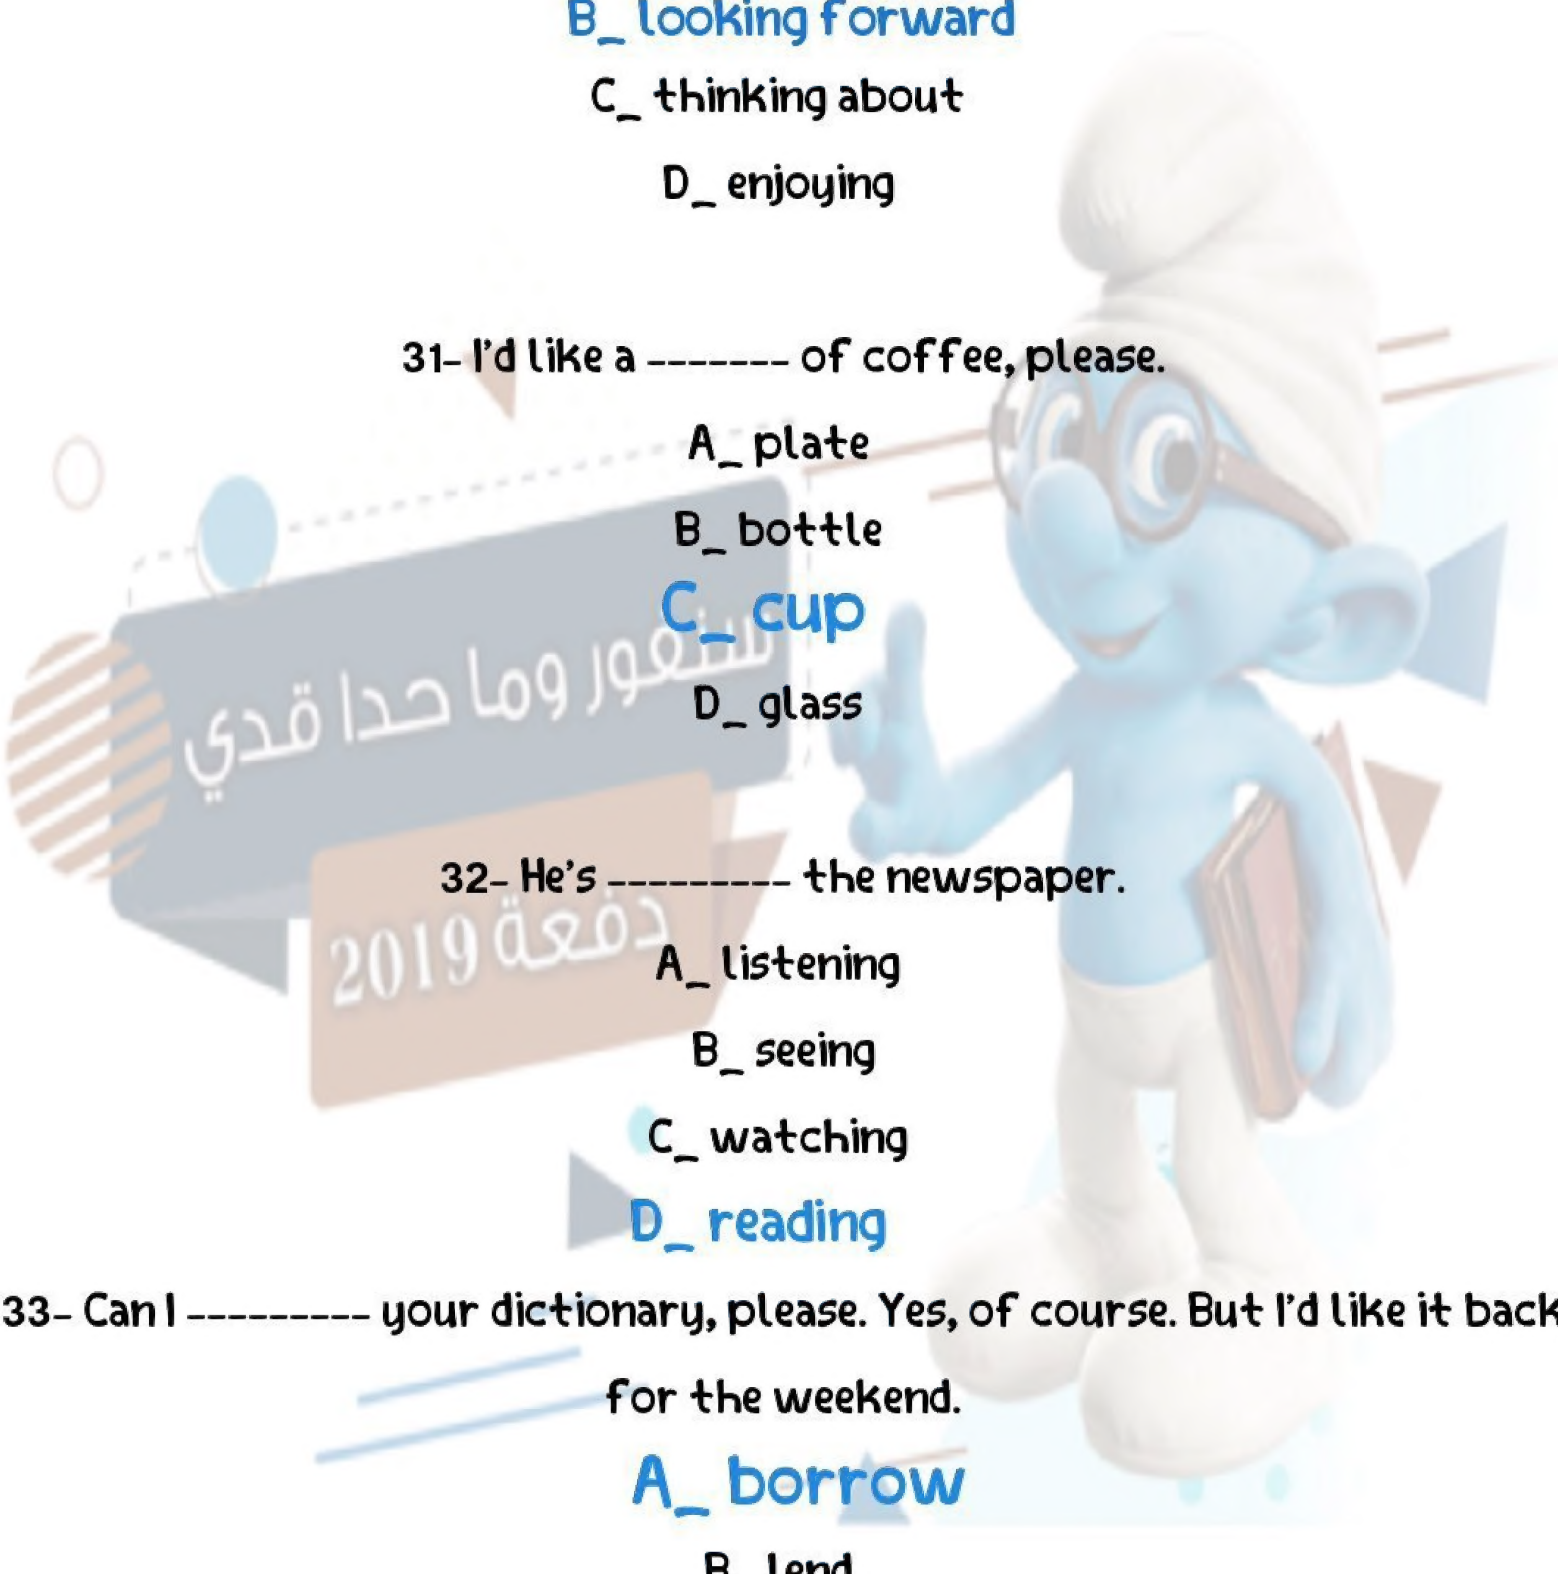 B_ looking forward
C_ thinking about
D_ enjoying
31- I'd like a ------- of coffee, please.
A_ plate
B_ bottle
C_ cup
سنفور وما حدا قدي
D_ glass
32- He's --------- the newspaper.
دفعة 2019
A_ listening
B_ seeing
C_ watching
D_ reading
33- Can I --------- your dictionary, please. Yes, of course. But I'd like it back
for the weekend.
A_ borrow
B_ lend